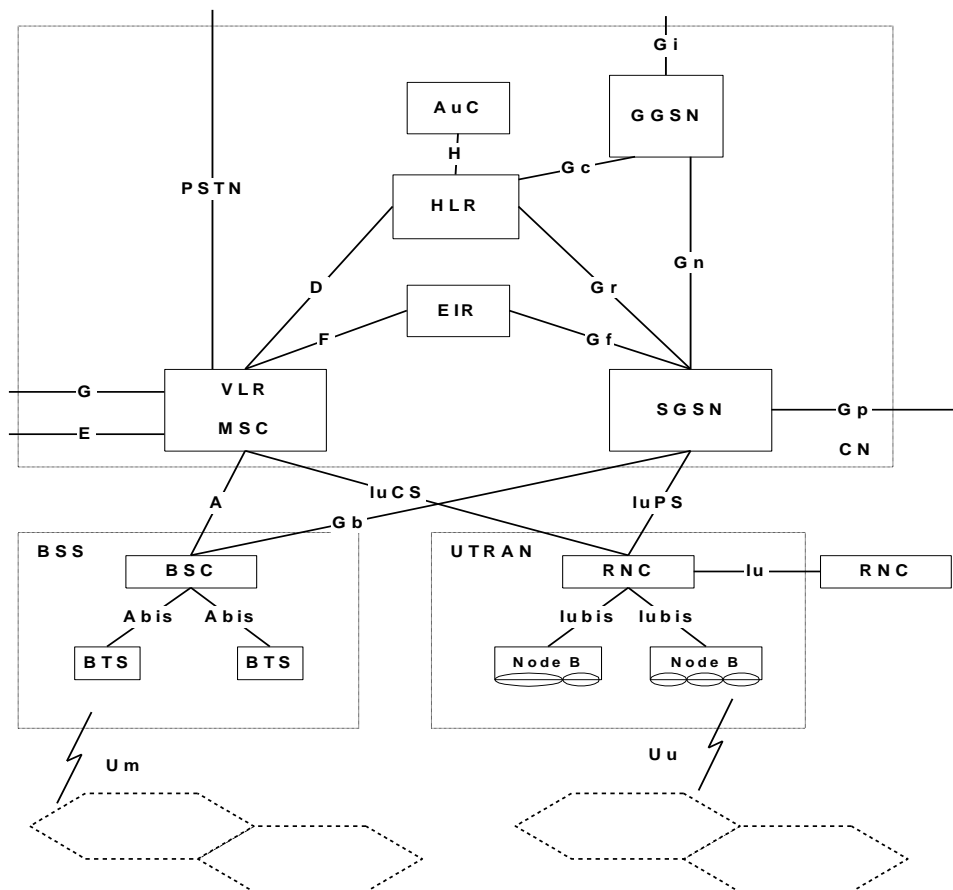 Gi
AuC
GGSN
H
Gc
PSTN
HLR
Gn
D
Gr
EIR
F
Gf
VLR
G
SGSN
Gp
E
MSC
CN
IuCS
A
IuPS
Gb
BSS
UTRAN
BSC
RNC
Iu
RNC
Abis
Abis
Iubis
Iubis
BTS
BTS
Node B
Node B
Um
Uu